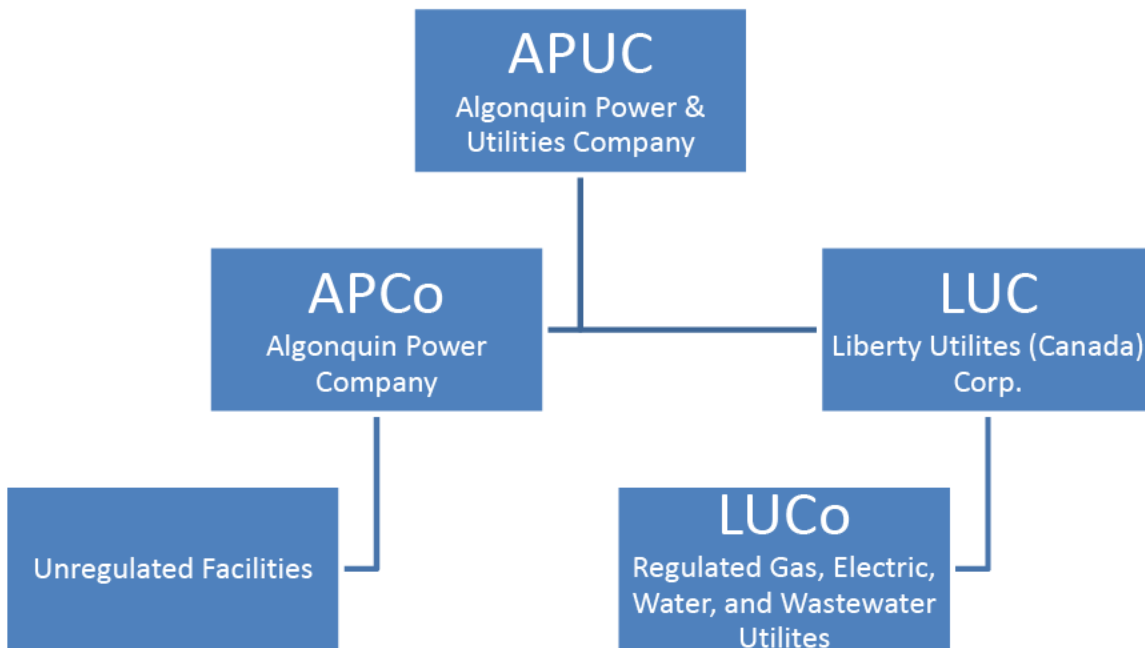 APUC
Algonquin Power &
Utilities Company
APCo
Algonquin Power
Company
LUC
Liberty Utilites (Canada)
Corp.
Unregulated Facilities
LUCo
Regulated Gas, Electric,
Water, and Wastewater
Utilites